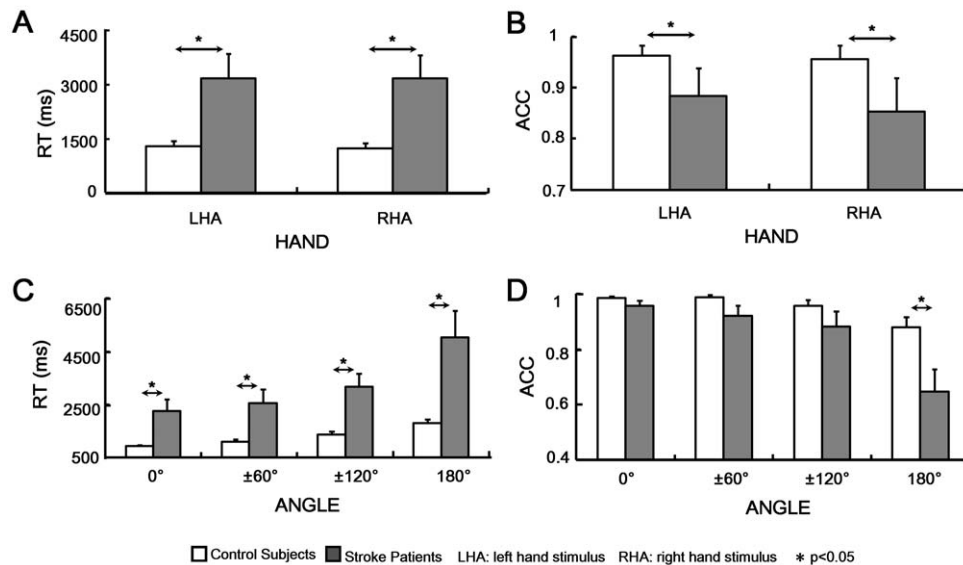 A
4500
3000
1500
0
RT (ms)
*
*
LHA
RHA
HAND
B
1
0.9
0.8
0.7
ACC
*
*
LHA
RHA
HAND
C
6500
4500
2500
500
RT (ms)
*
*
*
*
0°
±60°
±120°
180°
ANGLE
D
1
0.8
0.6
0.4
ACC
*
0°
±60°
±120°
180°
ANGLE
Control Subjects Stroke Patients LHA: left hand stimulus RHA: right hand stimulus * p<0.05